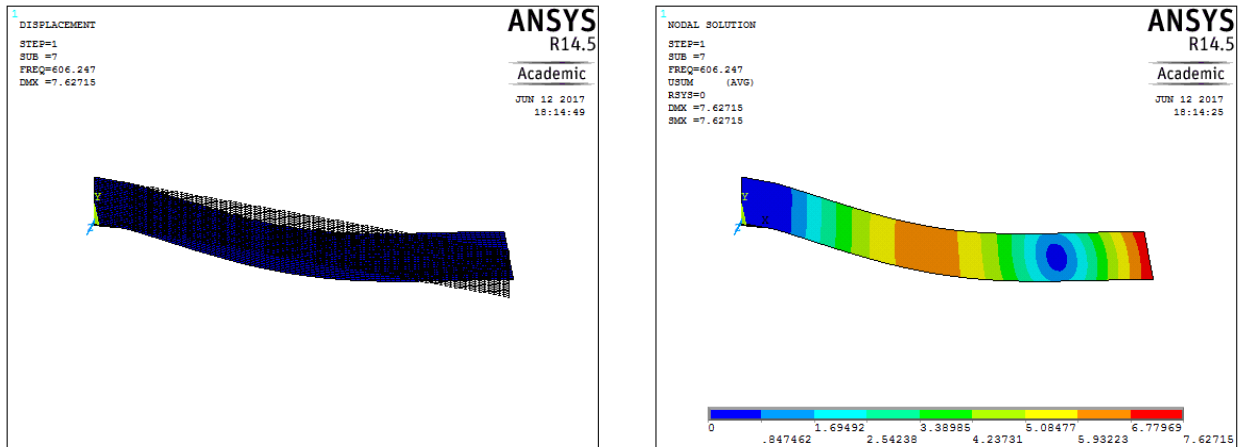 1
DISPLACEMENT
STEP=1
SUB =7
FREQ=606.247
DMX =7.62715
ANSYS
R14.5
Academic
JUN 12 2017
18:14:49
Y
Z
1
NODAL SOLUTION
STEP=1
SUB =7
FREQ=606.247
USUM (AVG)
RSYS=0
DMX =7.62715
SMX =7.62715
ANSYS
R14.5
Academic
JUN 12 2017
18:14:25
Y
X
Z
0 1.69492 3.38985 5.08477 6.77969
.847462 2.54238 4.23731 5.93223 7.62715